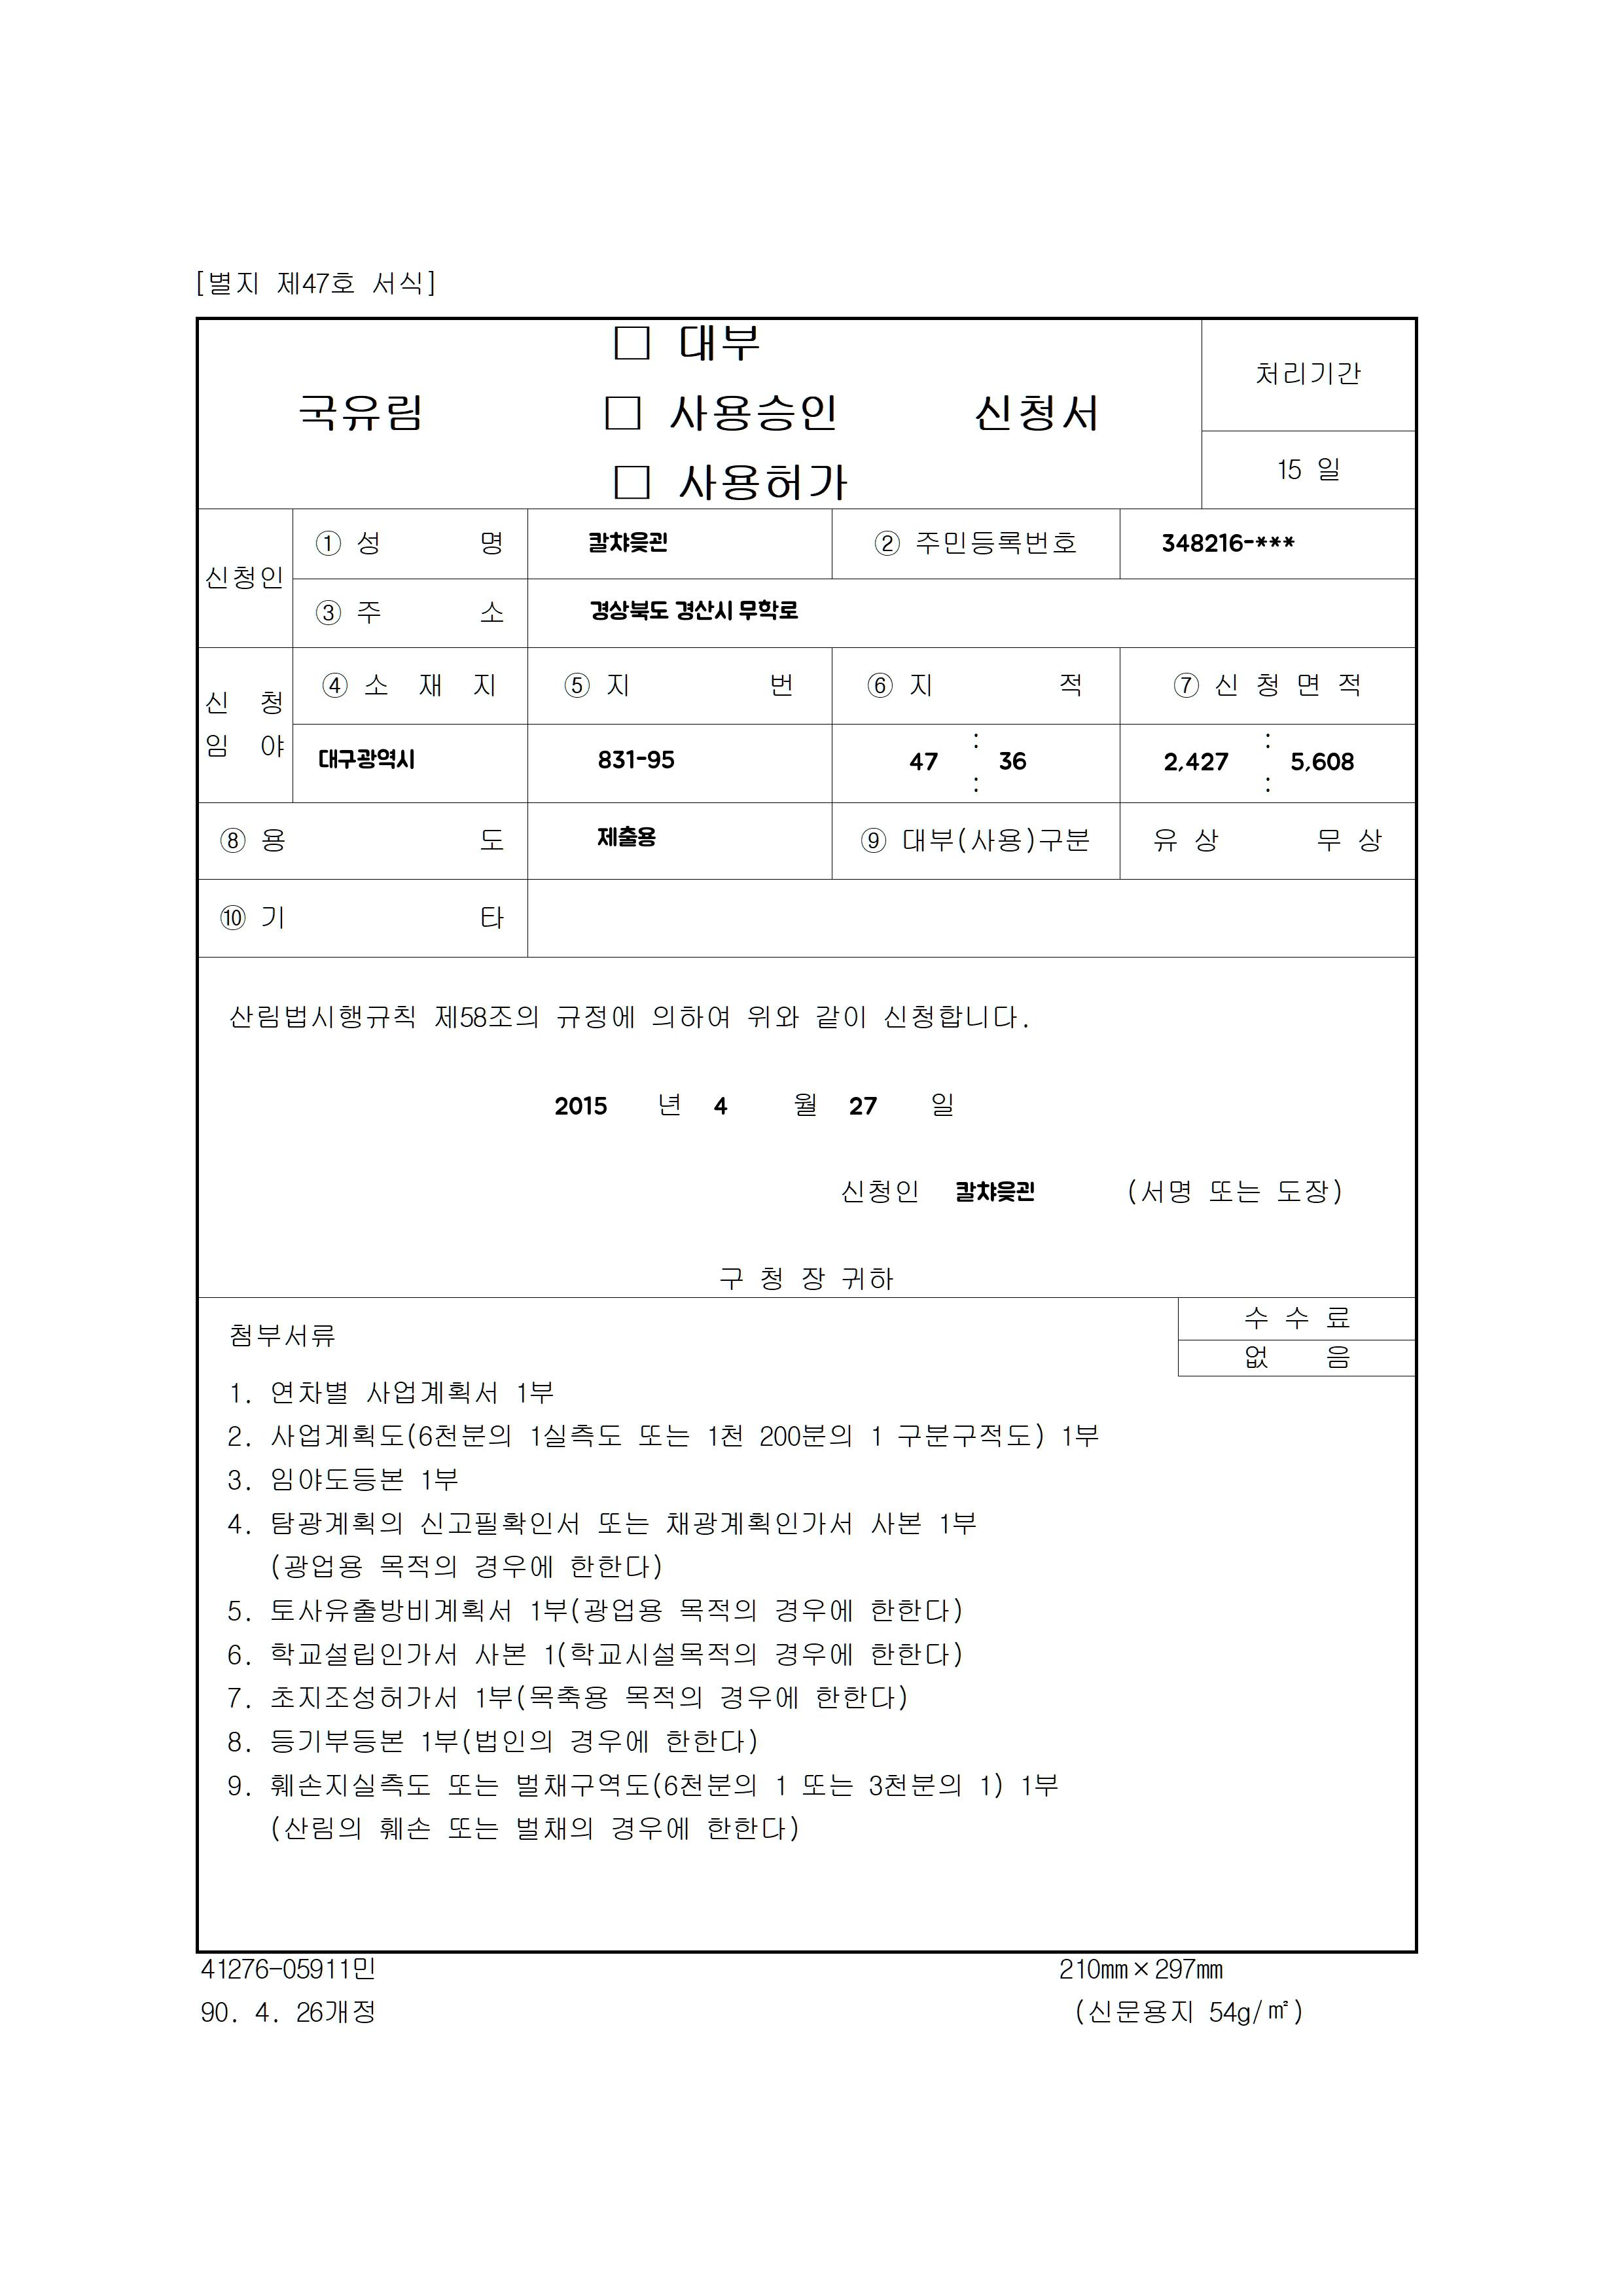 [별지 제47호 서식]
□ 대부
국유림 □ 사용승인 신청서
□ 사용허가
처리기간
15 일
신청인
① 성 명 칼챠읒괸 ② 주민등록번호 348216-***
③ 주 소 경상북도 경산시 무학로
신 청
임 야
④ 소 재 지 ⑤ 지 번 ⑥ 지 적 ⑦ 신 청 면 적
대구광역시 831-95 47 : 36 2,427 : 5,608
: :
⑧ 용 도 제출용 ⑨ 대부(사용)구분 유 상 무 상
⑩ 기 타
산림법시행규칙 제58조의 규정에 의하여 위와 같이 신청합니다.
2015 년 4 월 27 일
신청인 칼챠읒괸 (서명 또는 도장)
구 청 장 귀하
수 수 료
없 음
첨부서류
1. 연차별 사업계획서 1부
2. 사업계획도(6천분의 1실측도 또는 1천 200분의 1 구분구적도) 1부
3. 임야도등본 1부
4. 탐광계획의 신고필확인서 또는 채광계획인가서 사본 1부
(광업용 목적의 경우에 한한다)
5. 토사유출방비계획서 1부(광업용 목적의 경우에 한한다)
6. 학교설립인가서 사본 1(학교시설목적의 경우에 한한다)
7. 초지조성허가서 1부(목축용 목적의 경우에 한한다)
8. 등기부등본 1부(법인의 경우에 한한다)
9. 훼손지실측도 또는 벌채구역도(6천분의 1 또는 3천분의 1) 1부
(산림의 훼손 또는 벌채의 경우에 한한다)
41276-05911민 210㎜×297㎜
90. 4. 26개정 (신문용지 54g/㎡)